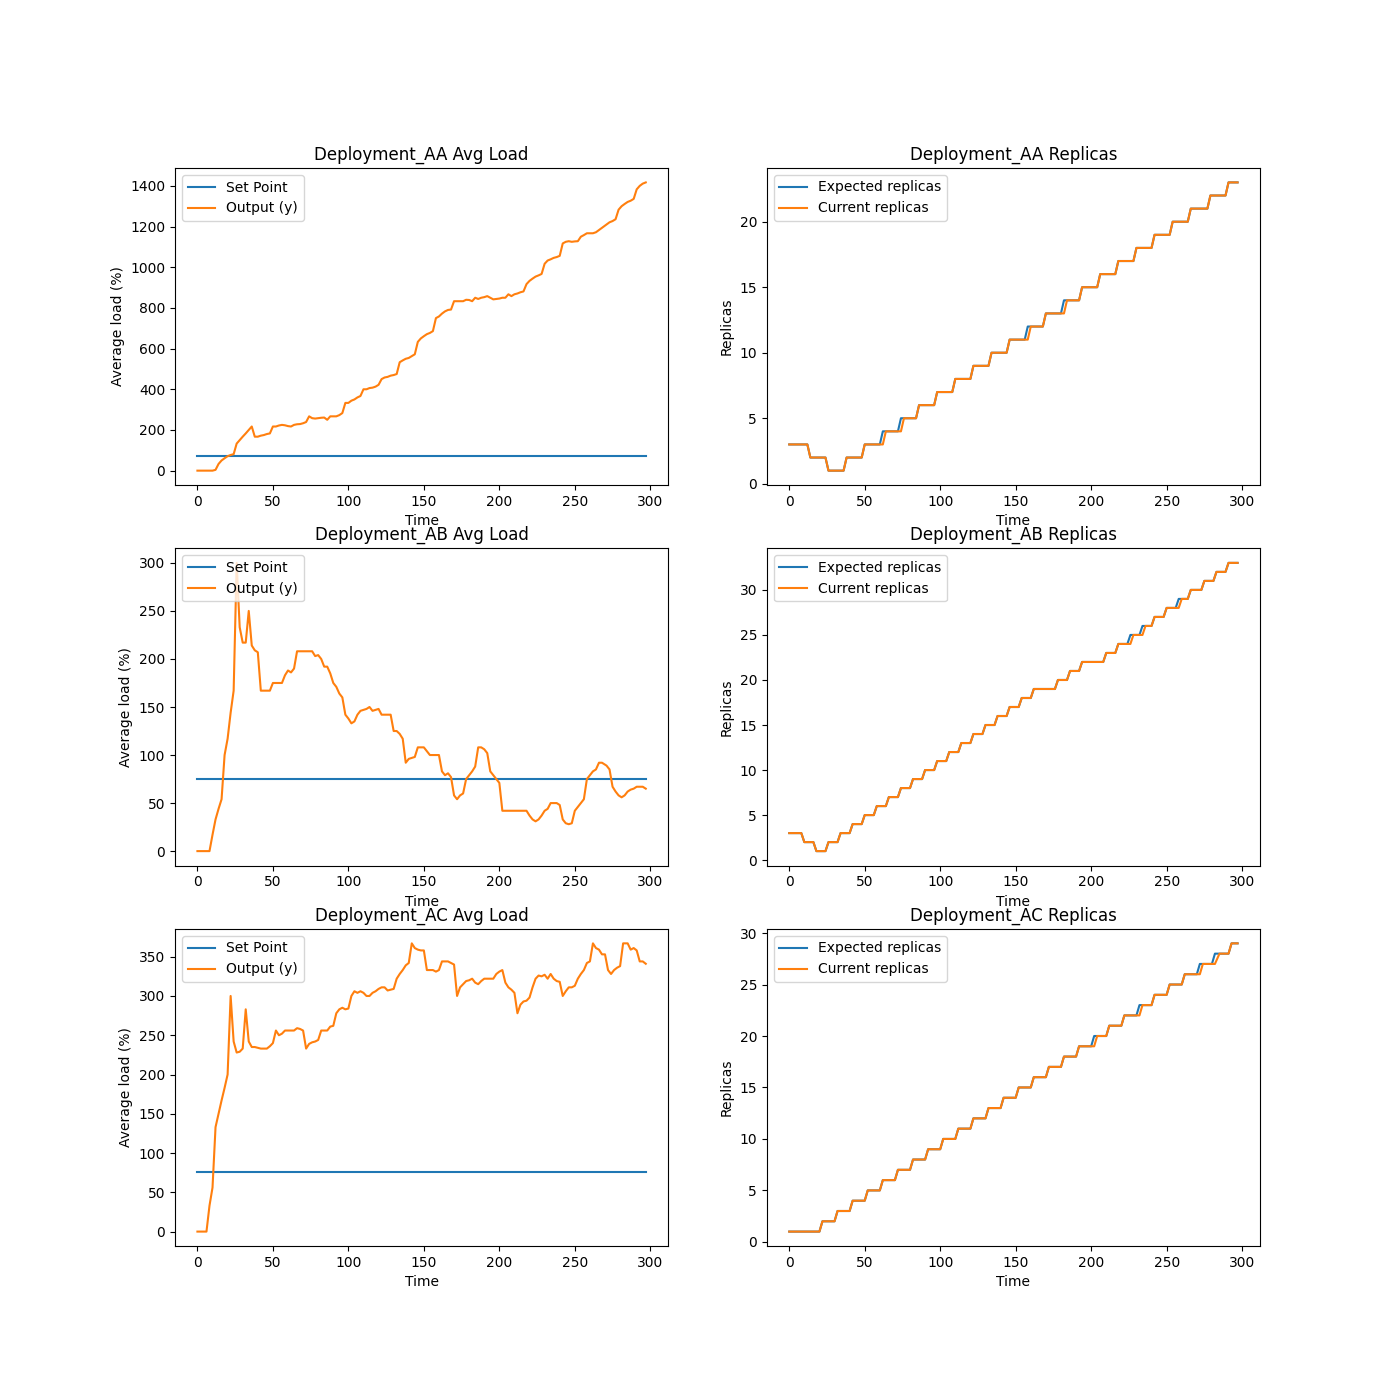 Deployment_AA Avg Load
Set Point
Output (y)
Average load (%)
1400
1200
1000
800
600
400
200
0
0 50 100 150 200 250 300
Time
Deployment_AA Replicas
Expected replicas
Current replicas
Replicas
20
15
10
5
0
0 50 100 150 200 250 300
Time
Deployment_AB Avg Load
Set Point
Output (y)
Average load (%)
300
250
200
150
100
50
0
0 50 100 150 200 250 300
Time
Deployment_AB Replicas
Expected replicas
Current replicas
Replicas
30
25
20
15
10
5
0
0 50 100 150 200 250 300
Time
Deployment_AC Avg Load
Set Point
Output (y)
Average load (%)
350
300
250
200
150
100
50
0
0 50 100 150 200 250 300
Time
Deployment_AC Replicas
Expected replicas
Current replicas
Replicas
30
25
20
15
10
5
0
0 50 100 150 200 250 300
Time